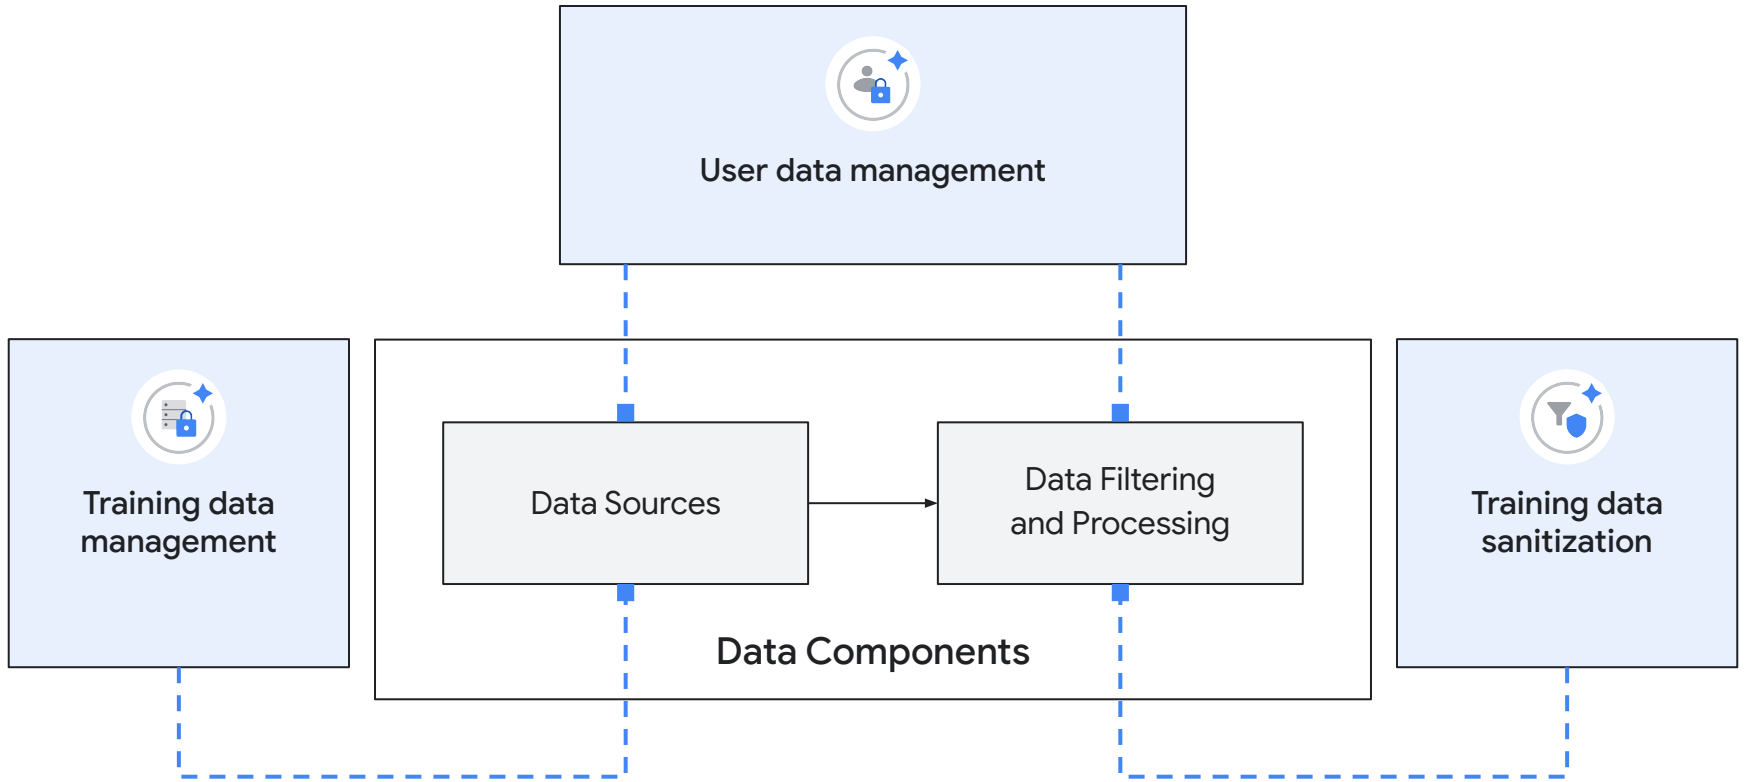 User data management
Training data
management
Data Sources
Data Filtering
and Processing
Data Components
Training data
sanitization